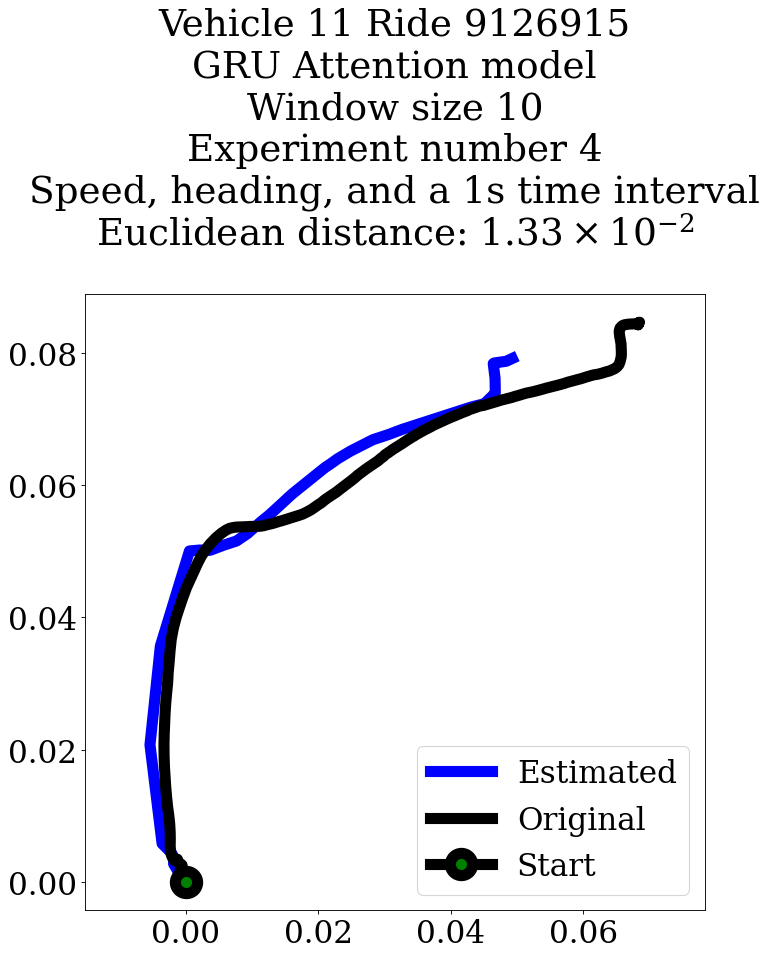 Vehicle 11 Ride 9126915
GRU Attention model
Window size 10
Experiment number 4
Speed, heading, and a 1s time interval
Euclidean distance: 1.33 × 10⁻²
0.08
0.06
0.04
0.02
0.00
Estimated
Original
Start
0.00 0.02 0.04 0.06